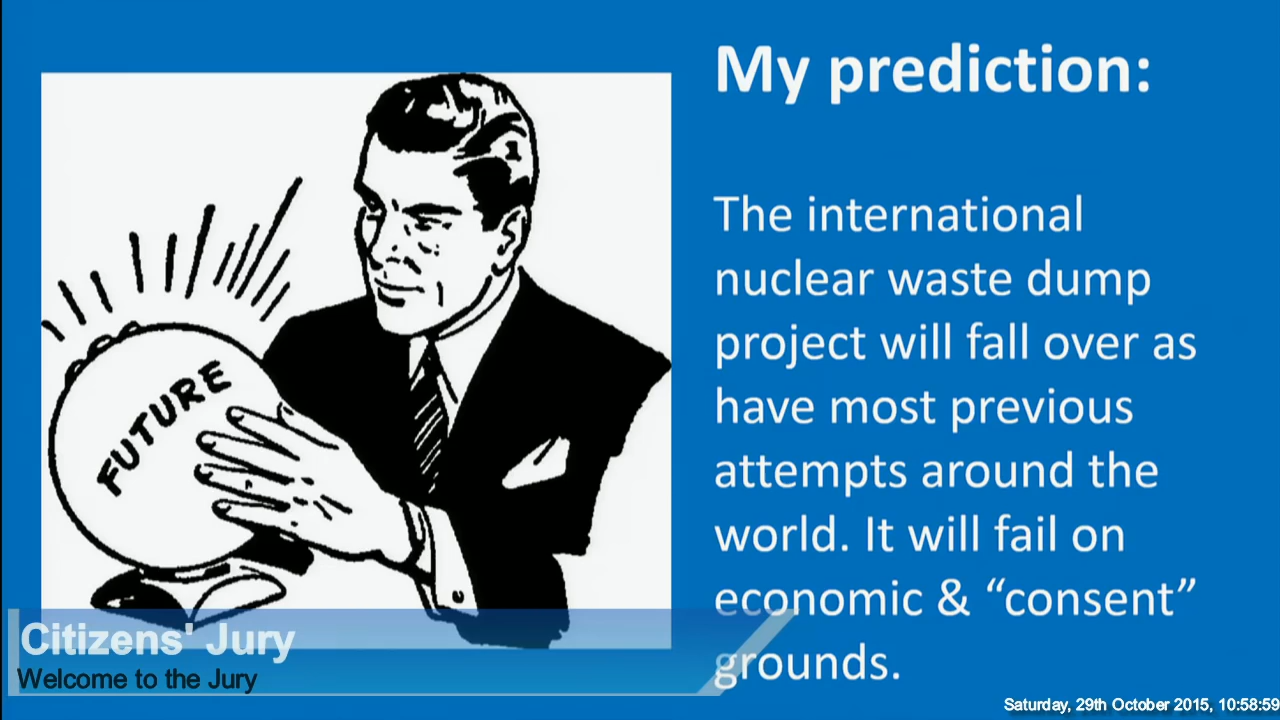 My prediction:
The international
nuclear waste dump
project will fall over as
have most previous
attempts around the
world. It will fail on
economic & “consent”
grounds.
FUTURE
Citizens' Jury
Welcome to the Jury
Saturday, 29th October 2015, 10:58:59